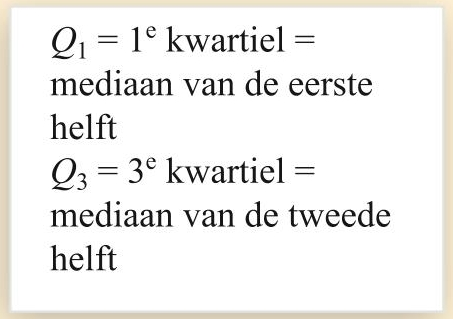 Q₁ = 1ᵉ kwartiel =
mediaan van de eerste
helft
Q₃ = 3ᵉ kwartiel =
mediaan van de tweede
helft